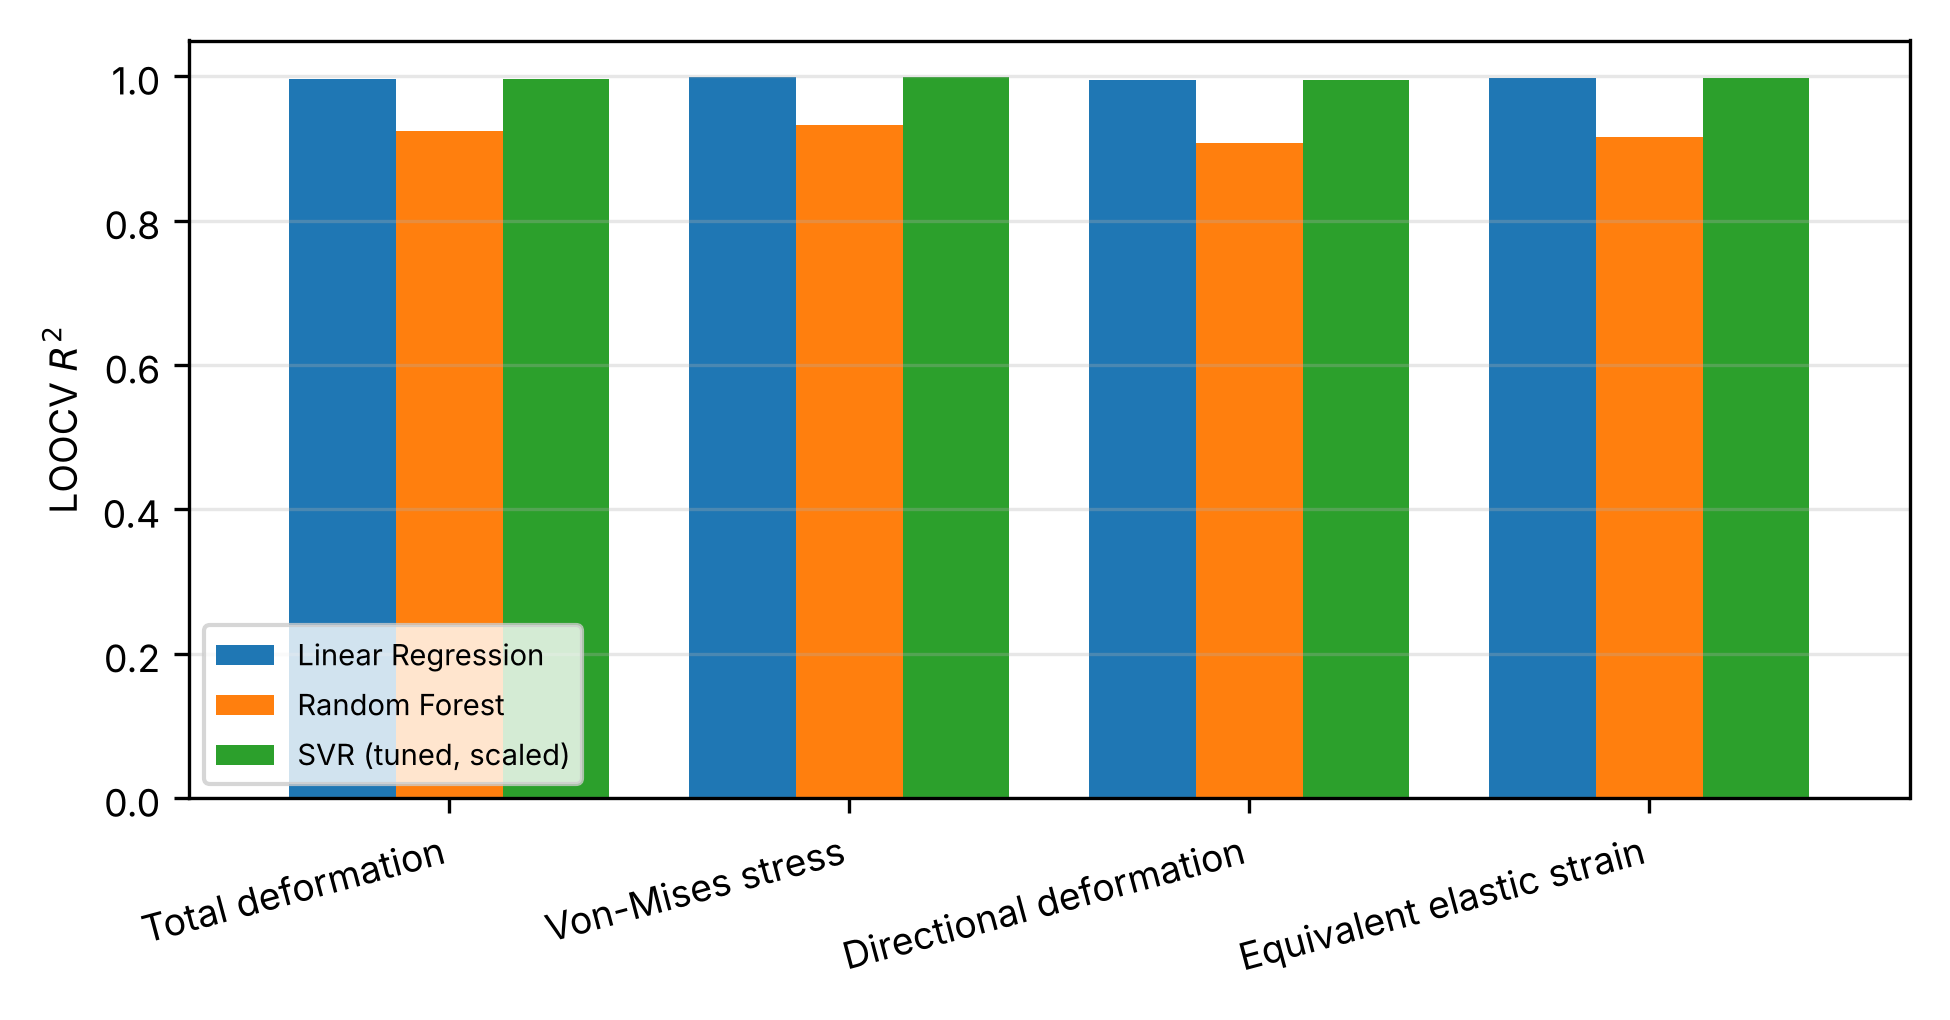 LOOCV R²
1.0
0.8
0.6
0.4
0.2
0.0
Linear Regression
Random Forest
SVR (tuned, scaled)
Total deformation
Von-Mises stress
Directional deformation
Equivalent elastic strain